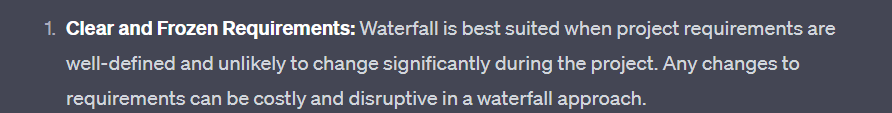 1. Clear and Frozen Requirements: Waterfall is best suited when project requirements are
well-defined and unlikely to change significantly during the project. Any changes to
requirements can be costly and disruptive in a waterfall approach.